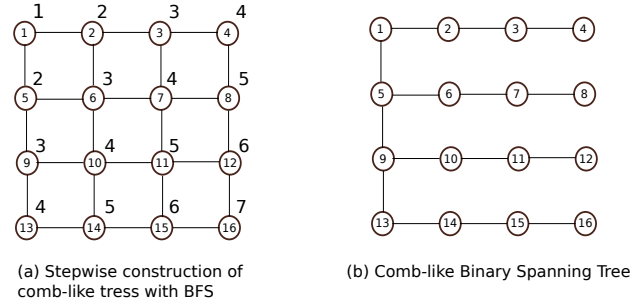 1 2 3 4
1 2 3 4
2 3 4 5
5 6 7 8
3 4 5 6
9 10 11 12
4 5 6 7
13 14 15 16
(a) Stepwise construction of
comb-like tress with BFS
1 2 3 4
5 6 7 8
9 10 11 12
13 14 15 16
(b) Comb-like Binary Spanning Tree